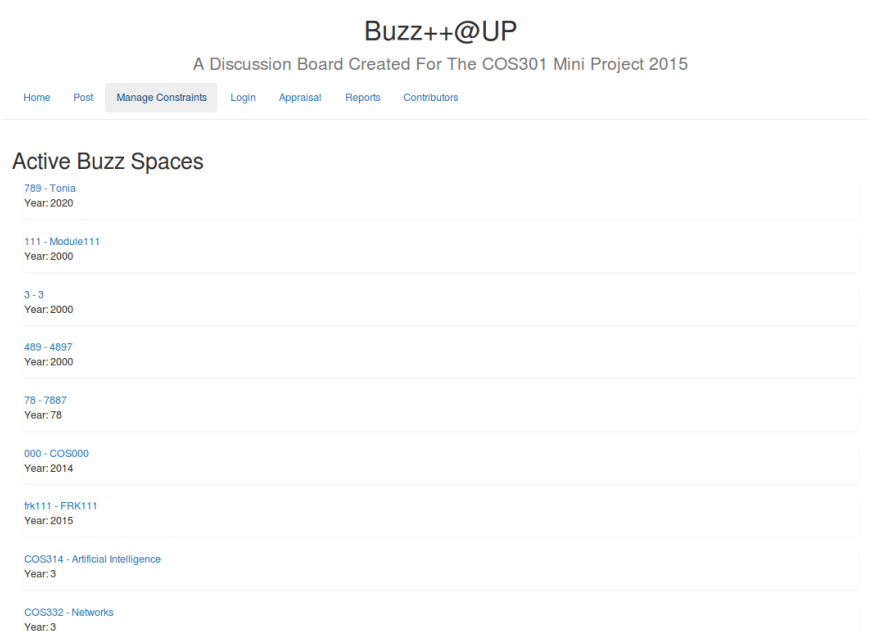 Buzz++@UP
A Discussion Board Created For The COS301 Mini Project 2015
Home Post Manage Constraints Login Appraisal Reports Contributors
Active Buzz Spaces
789 - Tonia
Year: 2020
111 - Module111
Year: 2000
3 - 3
Year: 2000
489 - 4897
Year: 2000
78 - 7887
Year: 78
000 - COS000
Year: 2014
frk111 - FRK111
Year: 2015
COS314 - Artificial Intelligence
Year: 3
COS332 - Networks
Year: 3